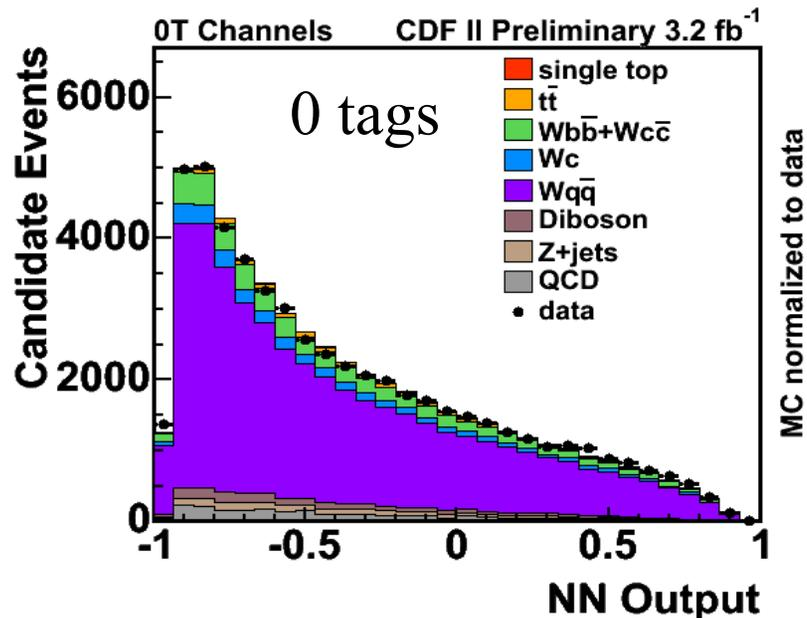 0T Channels CDF II Preliminary 3.2 fb⁻¹
Candidate Events
6000
4000
2000
0
0 tags
single top
tt̄
Wbb̄+Wcc̄
Wc
Wqq̄
Diboson
Z+jets
QCD
data
MC normalized to data
-1 -0.5 0 0.5 1
NN Output